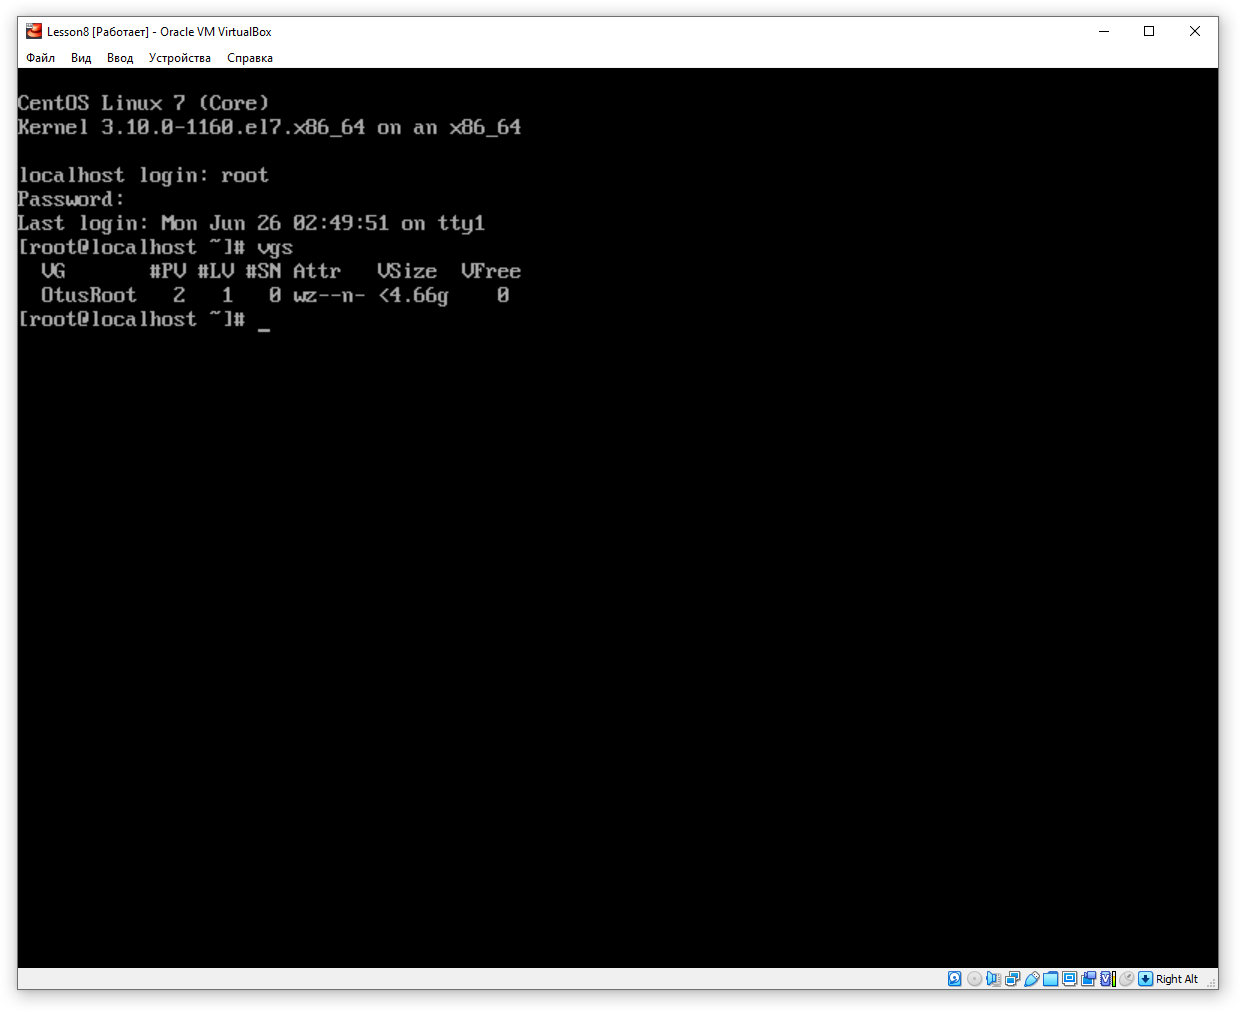 Lesson8 [Работает] - Oracle VM VirtualBox
Файл Вид Ввод Устройства Справка
CentOS Linux 7 (Core)
Kernel 3.10.0-1160.el7.x86_64 on an x86_64
localhost login: root
Password:
Last login: Mon Jun 26 02:49:51 on tty1
[root@localhost ~]# vgs
  VG       #PV #LV #SN Attr   VSize  VFree
  OtusRoot   2   1   0 wz--n- <4.66g    0
[root@localhost ~]# _
Right Alt